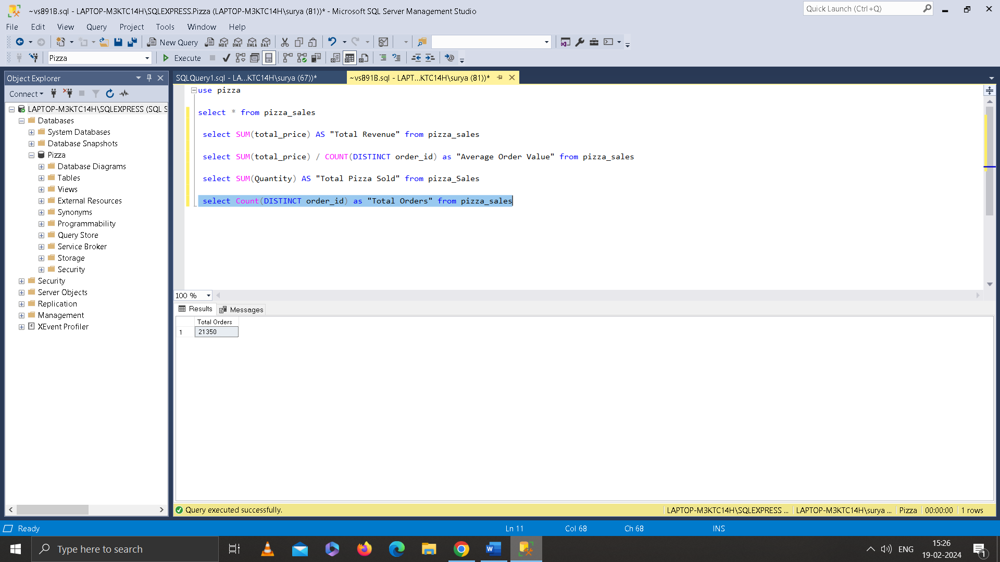 ~vs891B.sql - LAPTOP-M3KTC14H\SQLEXPRESS.Pizza (LAPTOP-M3KTC14H\surya (81))* - Microsoft SQL Server Management Studio
Quick Launch (Ctrl+Q)
File Edit View Query Project Tools Window Help
New Query MDX DMX XMLA DAX
Pizza Execute
Object Explorer
SQLQuery1.sql - LA...KTC14H\surya (67))*
~vs891B.sql - LAPT...KTC14H\surya (81))*
Connect
LAPTOP-M3KTC14H\SQLEXPRESS (SQL S
Databases
System Databases
Database Snapshots
Pizza
Database Diagrams
Tables
Views
External Resources
Synonyms
Programmability
Query Store
Service Broker
Storage
Security
Security
Server Objects
Replication
Management
XEvent Profiler
use pizza
select * from pizza_sales
select SUM(total_price) AS "Total Revenue" from pizza_sales
select SUM(total_price) / COUNT(DISTINCT order_id) as "Average Order Value" from pizza_sales
select SUM(Quantity) AS "Total Pizza Sold" from pizza_Sales
select Count(DISTINCT order_id) as "Total Orders" from pizza_sales
100 %
Results Messages
Total Orders
1 21350
Query executed successfully.
LAPTOP-M3KTC14H\SQLEXPRESS ... LAPTOP-M3KTC14H\surya ... Pizza 00:00:00 1 rows
Ready Ln 11 Col 68 Ch 68 INS
Type here to search
ENG
15:26
19-02-2024
1